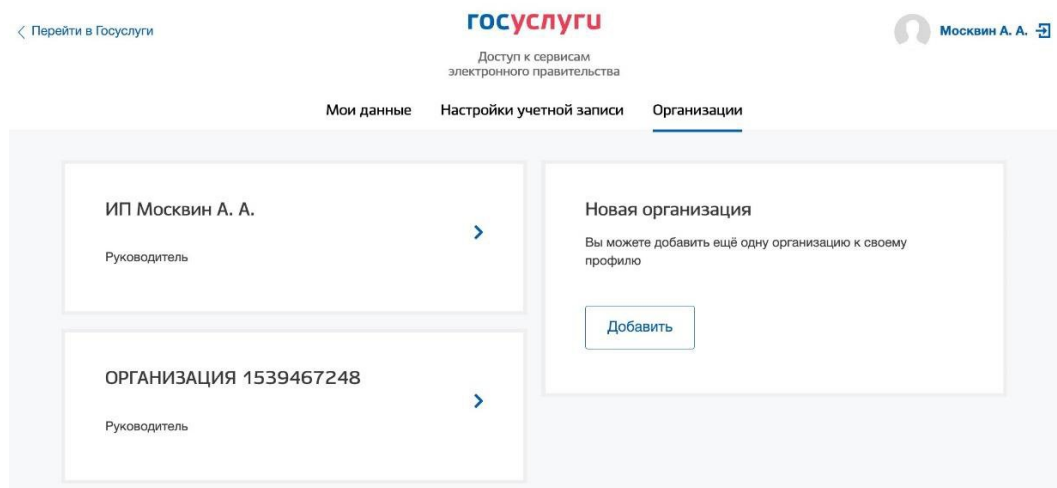 Перейти в Госуслуги
госуслуги
Москвин А. А.
Доступ к сервисам
электронного правительства
Мои данные Настройки учетной записи Организации
ИП Москвин А. А.
Руководитель
Новая организация
Вы можете добавить ещё одну организацию к своему
профилю
Добавить
ОРГАНИЗАЦИЯ 1539467248
Руководитель